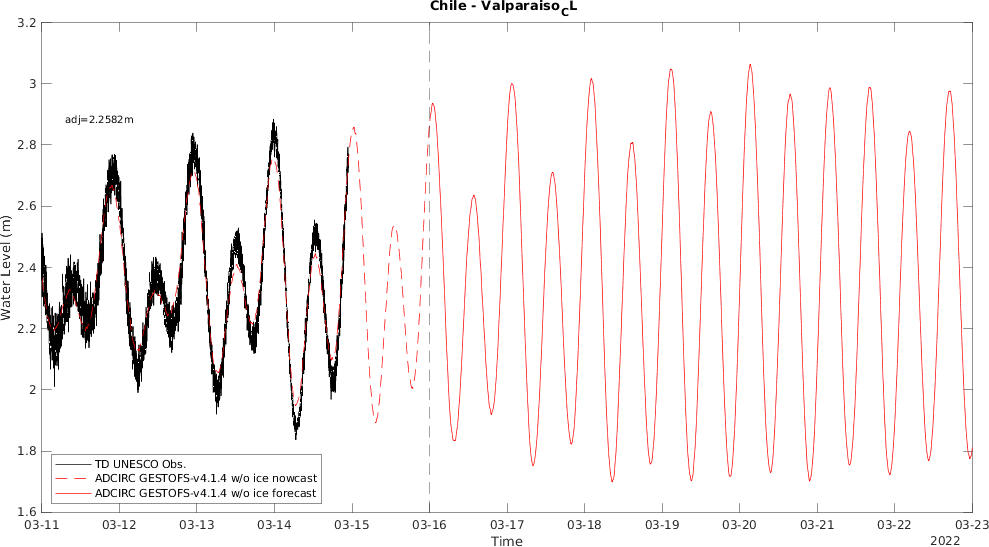 Chile - Valparaiso_CL
3.2
3
2.8
2.6
2.4
2.2
2
1.8
1.6
Water Level (m)
adj=2.2582m
TD UNESCO Obs.
ADCIRC GESTOFS-v4.1.4 w/o ice nowcast
ADCIRC GESTOFS-v4.1.4 w/o ice forecast
03-11 03-12 03-13 03-14 03-15 03-16 03-17 03-18 03-19 03-20 03-21 03-22 03-23
Time
2022